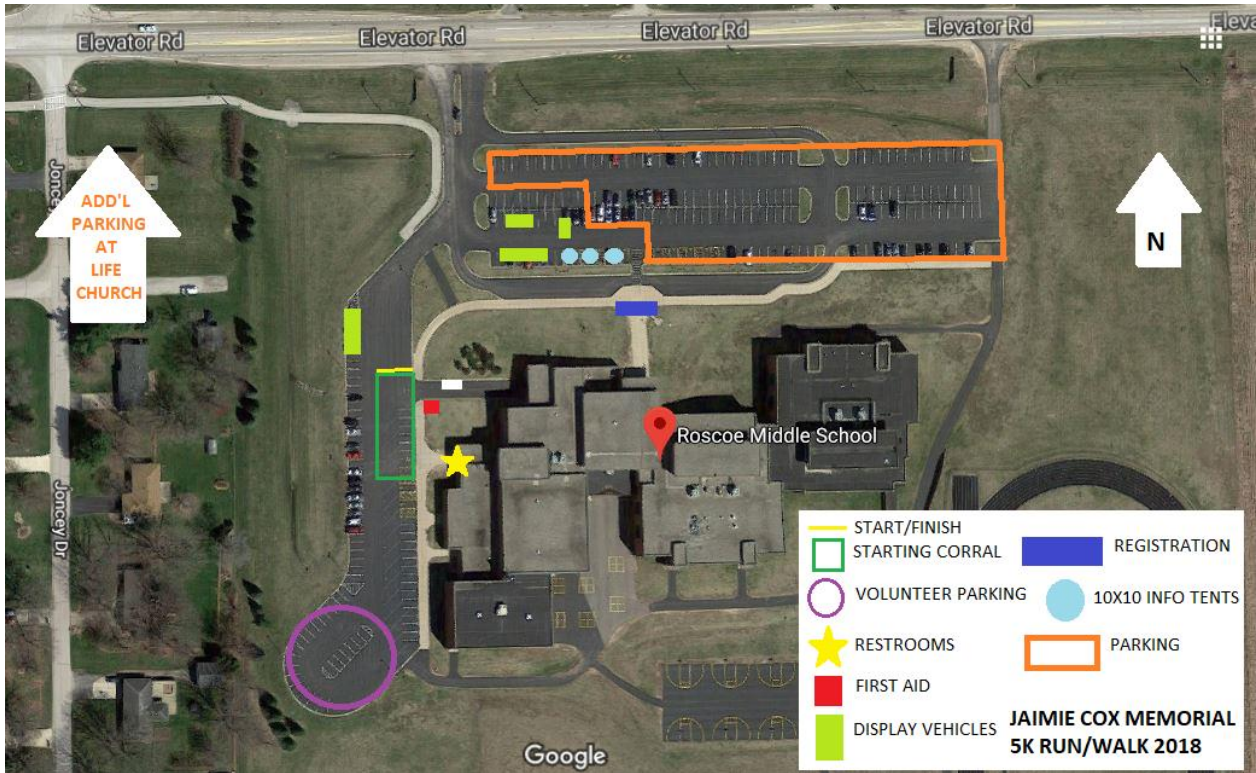 Elevator Rd
Elevator Rd
Elevator Rd
Elevator Rd
Eleva
ADD'L
PARKING
AT
LIFE
CHURCH
N
Jonce
Joncey Dr
Roscoe Middle School
START/FINISH
STARTING CORRAL
REGISTRATION
VOLUNTEER PARKING
10X10 INFO TENTS
RESTROOMS
PARKING
FIRST AID
DISPLAY VEHICLES
JAIMIE COX MEMORIAL
5K RUN/WALK 2018
Google